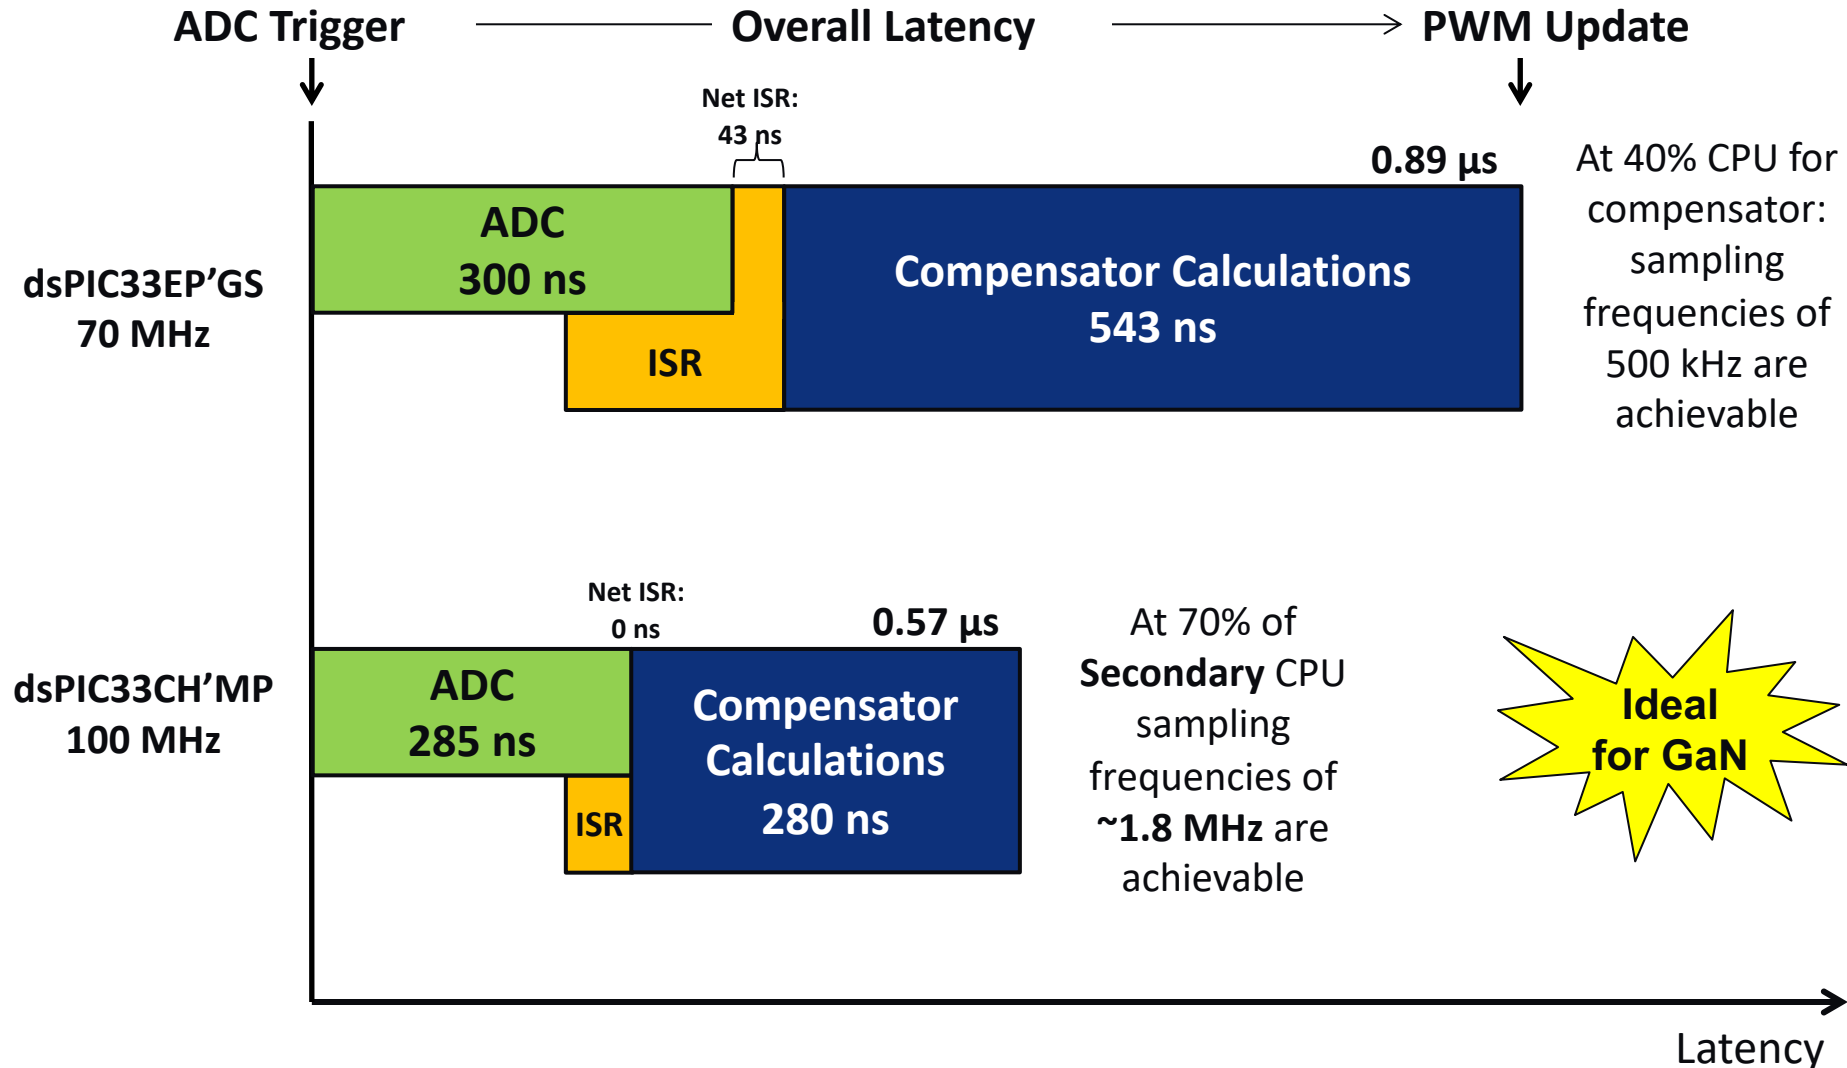 ADC Trigger
Overall Latency
PWM Update
Net ISR:
43 ns
0.89 µs
ADC
300 ns
ISR
Compensator Calculations
543 ns
dsPIC33EP’GS
70 MHz
At 40% CPU for
compensator:
sampling
frequencies of
500 kHz are
achievable
Net ISR:
0 ns
0.57 µs
ADC
285 ns
ISR
Compensator
Calculations
280 ns
dsPIC33CH’MP
100 MHz
At 70% of
Secondary CPU
sampling
frequencies of
~1.8 MHz are
achievable
Ideal
for GaN
Latency